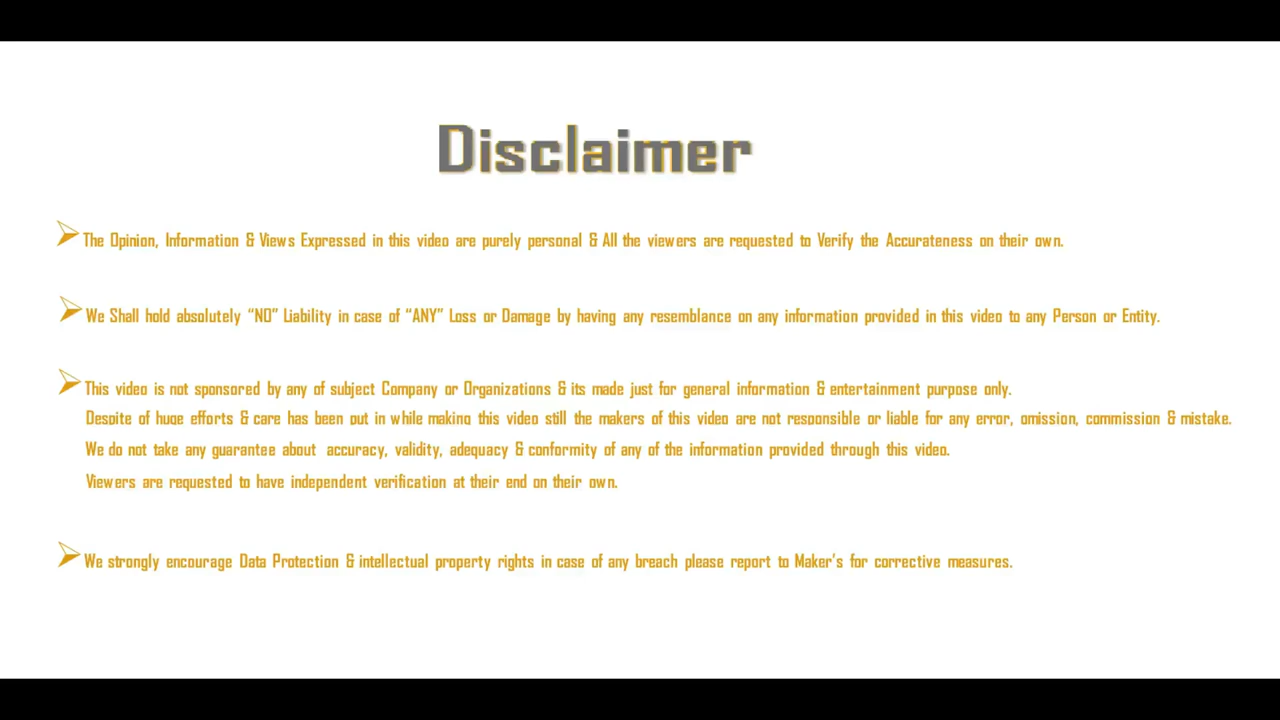 Disclaimer
The Opinion, Information & Views Expressed in this video are purely personal & All the viewers are requested to Verify the Accurateness on their own.
We Shall hold absolutely “NO” Liability in case of “ANY” Loss or Damage by having any resemblance on any information provided in this video to any Person or Entity.
This video is not sponsored by any of subject Company or Organizations & its made just for general information & entertainment purpose only.
Despite of huge efforts & care has been put in while making this video still the makers of this video are not responsible or liable for any error, omission, commission & mistake.
We do not take any guarantee about accuracy, validity, adequacy & conformity of any of the information provided through this video.
Viewers are requested to have independent verification at their end on their own.
We strongly encourage Data Protection & intellectual property rights in case of any breach please report to Maker’s for corrective measures.